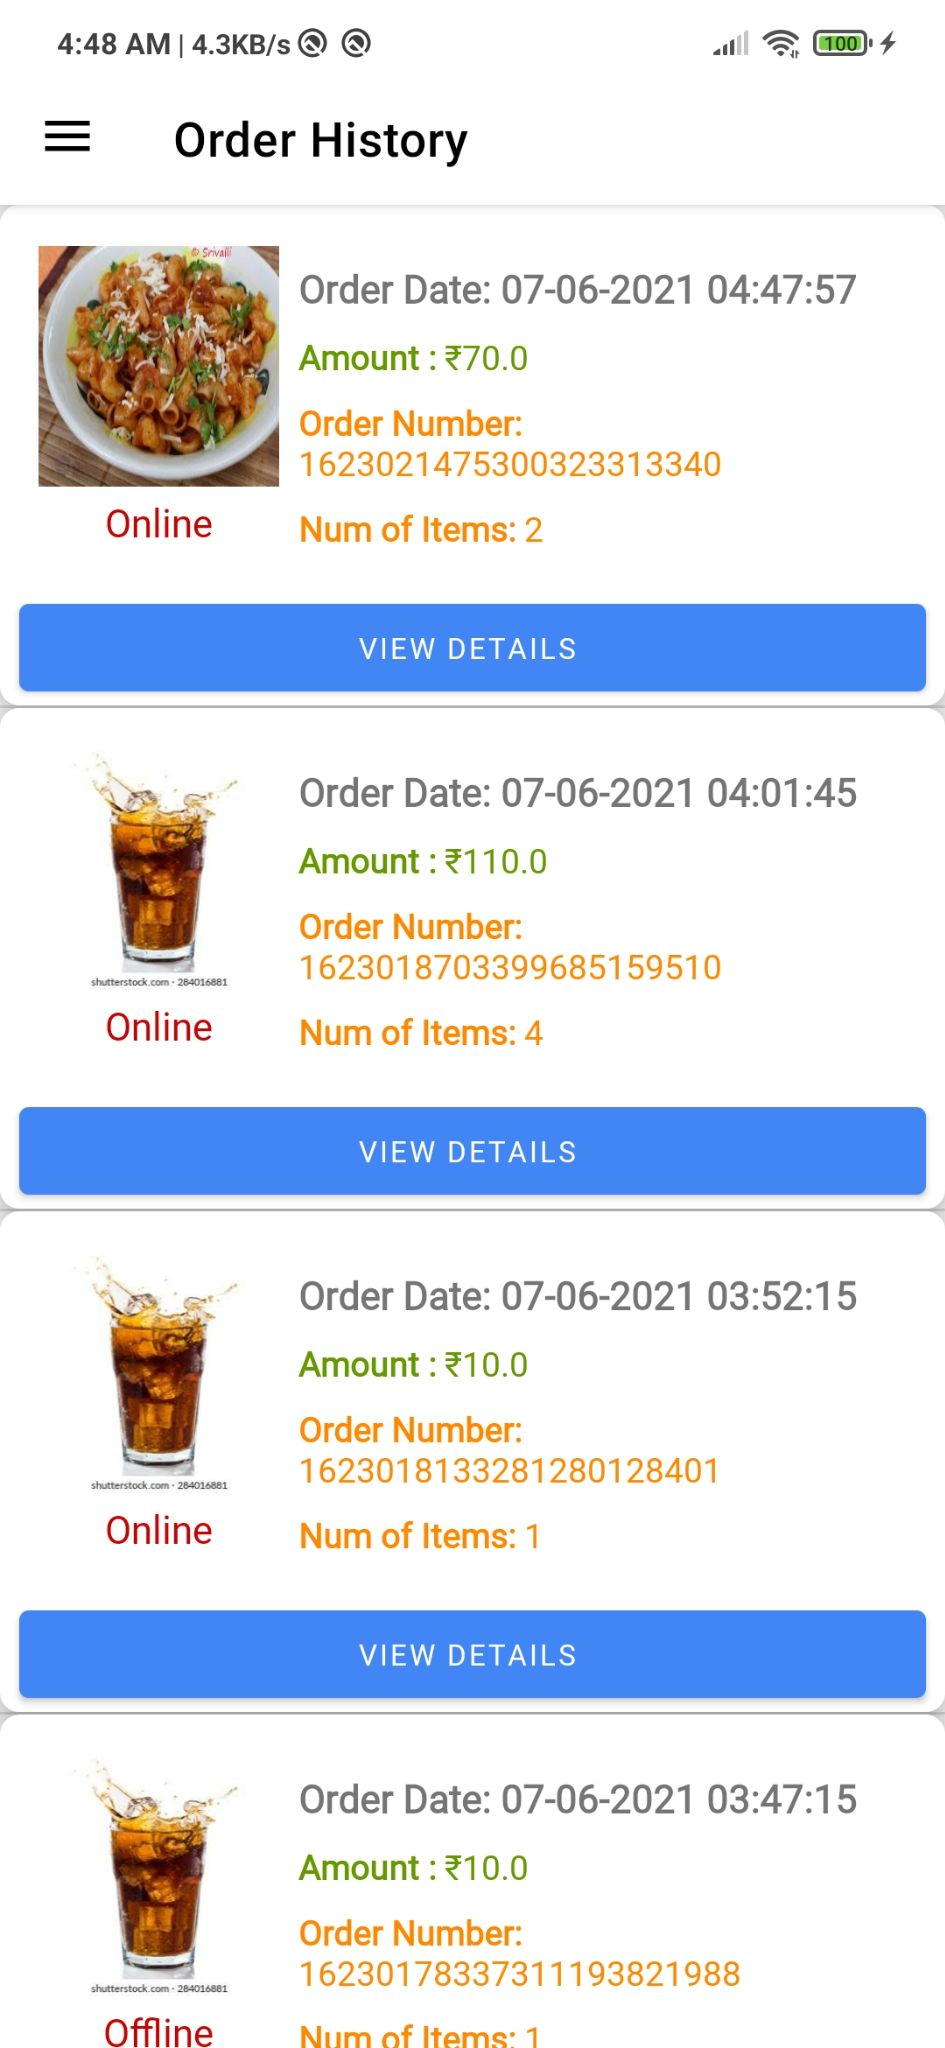 4:48 AM | 4.3KB/s
100
Order History
© Srivalli
Order Date: 07-06-2021 04:47:57
Amount : ₹70.0
Order Number:
1623021475300323313340
Online
Num of Items: 2
VIEW DETAILS
Order Date: 07-06-2021 04:01:45
Amount : ₹110.0
Order Number:
1623018703399685159510
shutterstock.com · 284016881
Online
Num of Items: 4
VIEW DETAILS
Order Date: 07-06-2021 03:52:15
Amount : ₹10.0
Order Number:
1623018133281280128401
shutterstock.com · 284016881
Online
Num of Items: 1
VIEW DETAILS
Order Date: 07-06-2021 03:47:15
Amount : ₹10.0
Order Number:
16230178337311193821988
shutterstock.com · 284016881
Offline
Num of Items: 1